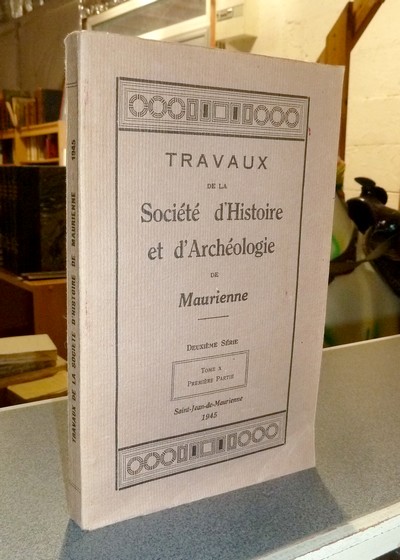 TRAVAUX
DE LA
Société d'Histoire
et d'Archéologie
DE
Maurienne
DEUXIÈME SÉRIE
TOME X
PREMIÈRE PARTIE
Saint-Jean-de-Maurienne
1945
TRAVAUX DE LA SOCIÉTÉ D'HISTOIRE DE MAURIENNE 1945